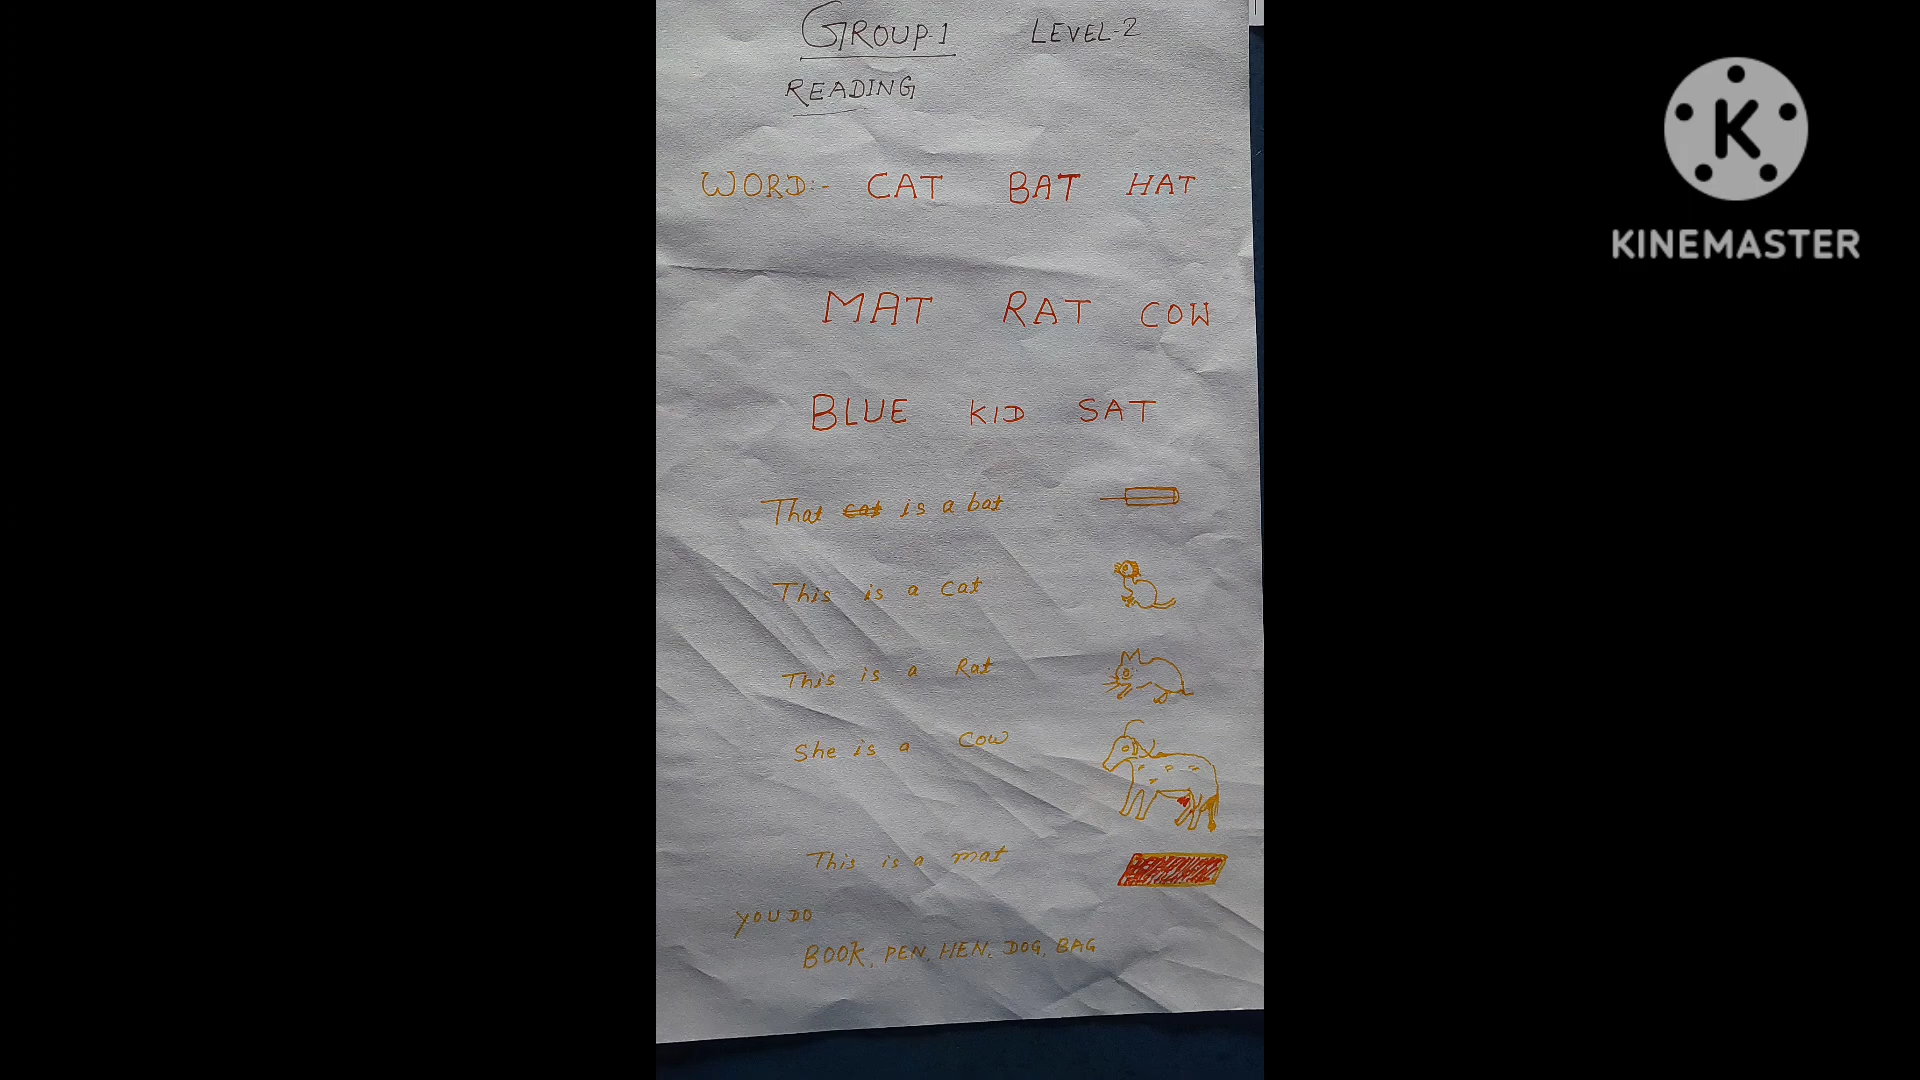 GROUP-1 LEVEL-2
READING
WORD:- CAT BAT HAT
MAT RAT COW
BLUE KID SAT
That cat is a bat
This is a cat
This is a Rat
She is a Cow
This is a mat
YOU DO
BOOK, PEN, HEN, DOG, BAG
K
KINEMASTER